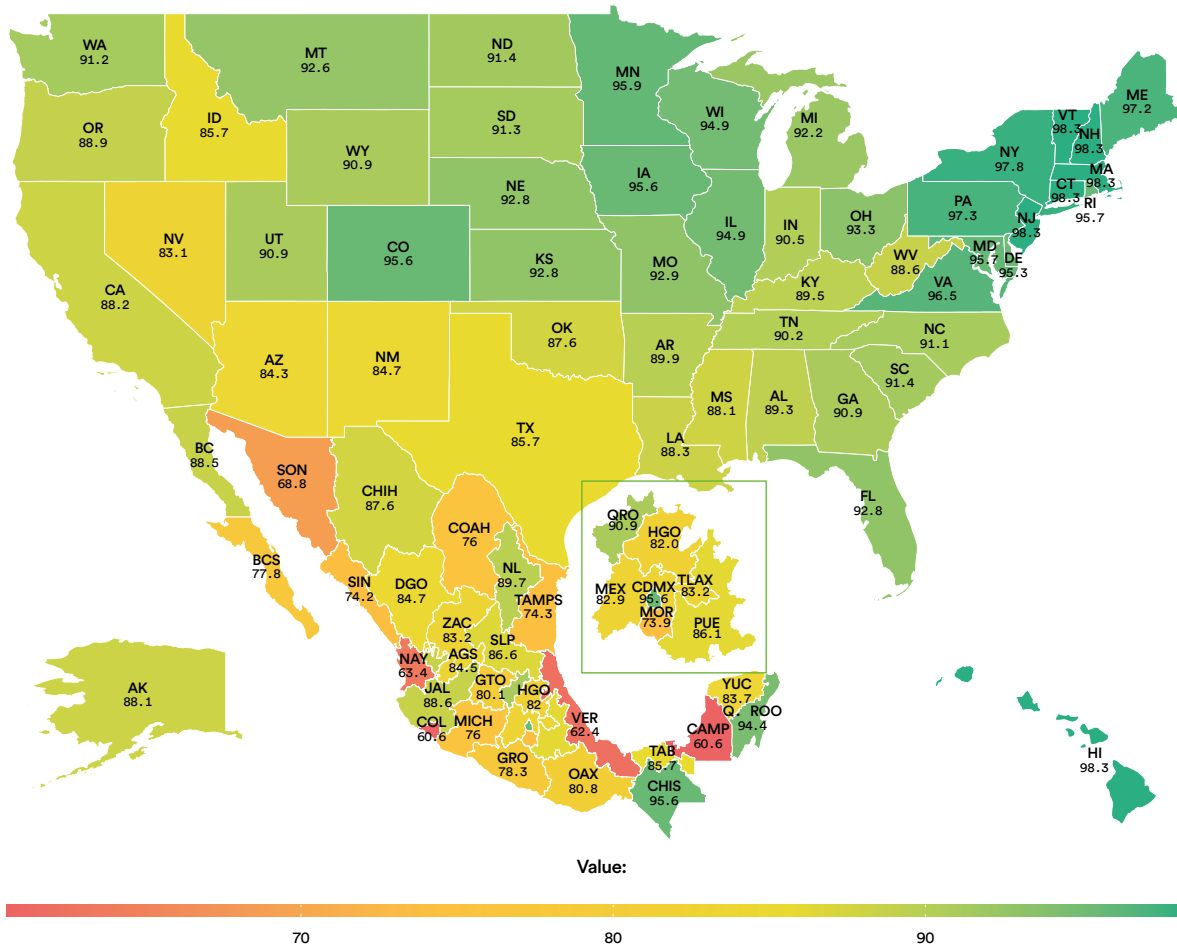 WA
91.2
MT
92.6
ND
91.4
MN
95.9
WI
94.9
MI
92.2
ME
97.2
VT
98.3
NH
98.3
OR
88.9
ID
85.7
SD
91.3
WY
90.9
NE
92.8
IA
95.6
NY
97.8
MA
98.3
CT
98.3
RI
95.7
PA
97.3
NJ
98.3
NV
83.1
UT
90.9
CO
95.6
KS
92.8
MO
92.9
IL
94.9
IN
90.5
OH
93.3
WV
88.6
MD
95.7
DE
95.3
VA
96.5
CA
88.2
KY
89.5
AZ
84.3
NM
84.7
OK
87.6
AR
89.9
TN
90.2
NC
91.1
SC
91.4
MS
88.1
AL
89.3
GA
90.9
TX
85.7
LA
88.3
FL
92.8
BC
88.5
SON
68.8
CHIH
87.6
COAH
76
BCS
77.8
SIN
74.2
DGO
84.7
NL
89.7
TAMPS
74.3
QRO
90.9
HGO
82.0
MEX
82.9
CDMX
95.6
TLAX
83.2
MOR
73.9
PUE
86.1
ZAC
83.2
SLP
86.6
NAY
63.4
AGS
84.5
GTO
80.1
HGO
82
JAL
88.6
COL
60.6
MICH
76
VER
62.4
GRO
78.3
OAX
80.8
TAB
85.7
CHIS
95.6
CAMP
60.6
YUC
83.7
Q. ROO
94.4
AK
88.1
HI
98.3
Value:
70
80
90